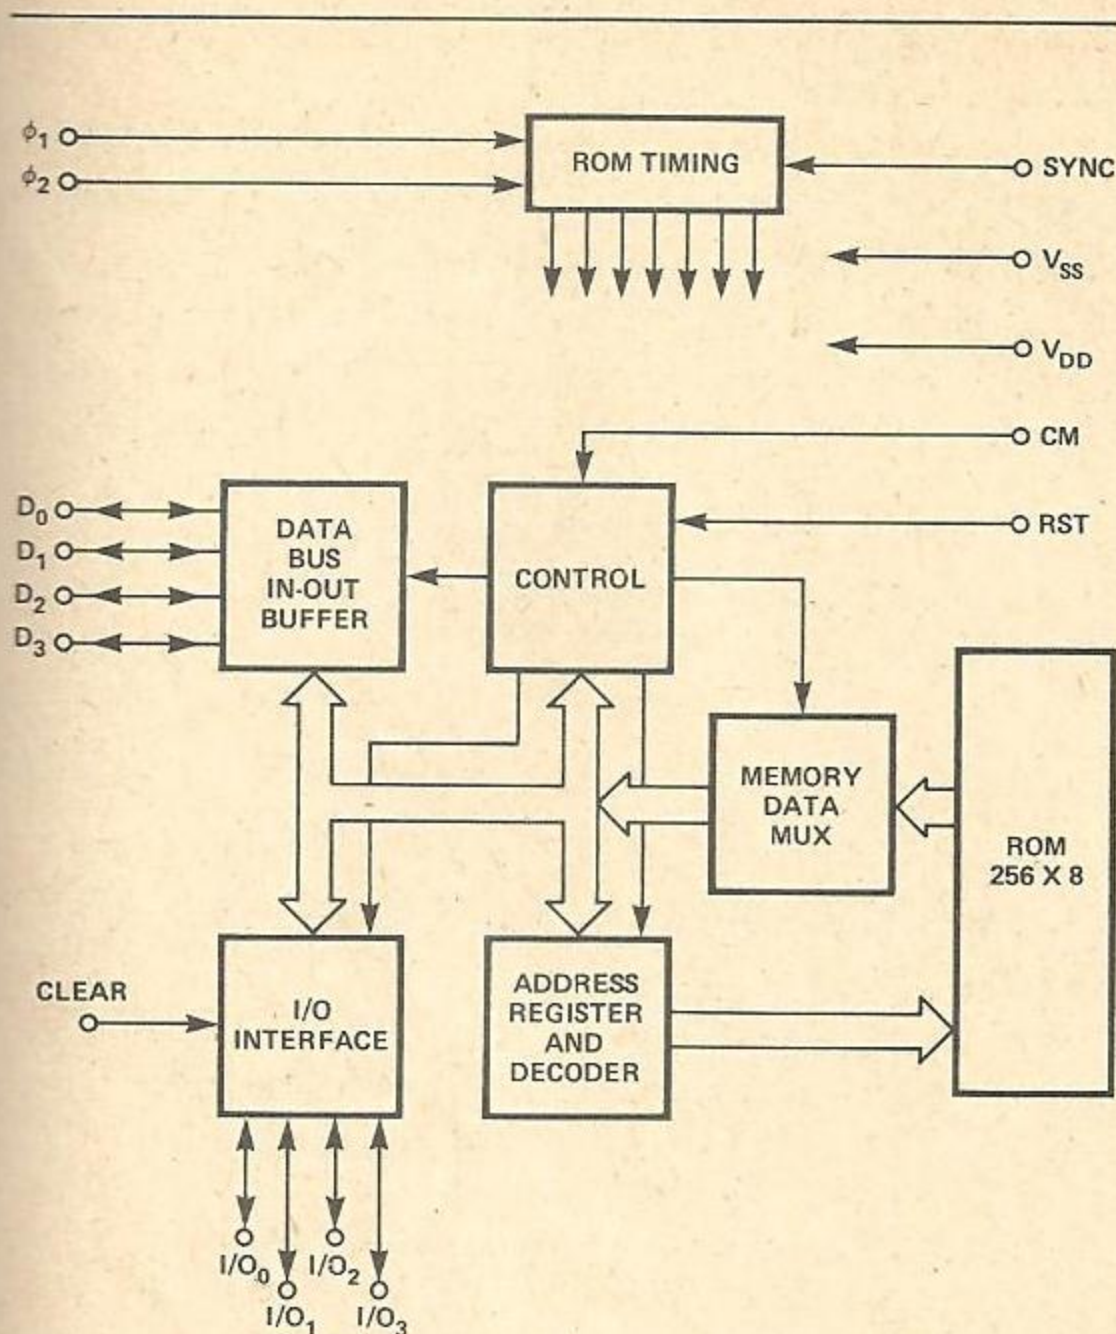 ϕ1
ROM TIMING
SYNC
ϕ2
VSS
VDD
CM
D0
D1
D2
D3
DATA
BUS
IN-OUT
BUFFER
CONTROL
RST
MEMORY
DATA
MUX
ROM
256 X 8
CLEAR
I/O
INTERFACE
ADDRESS
REGISTER
AND
DECODER
I/O0
I/O2
I/O1
I/O3